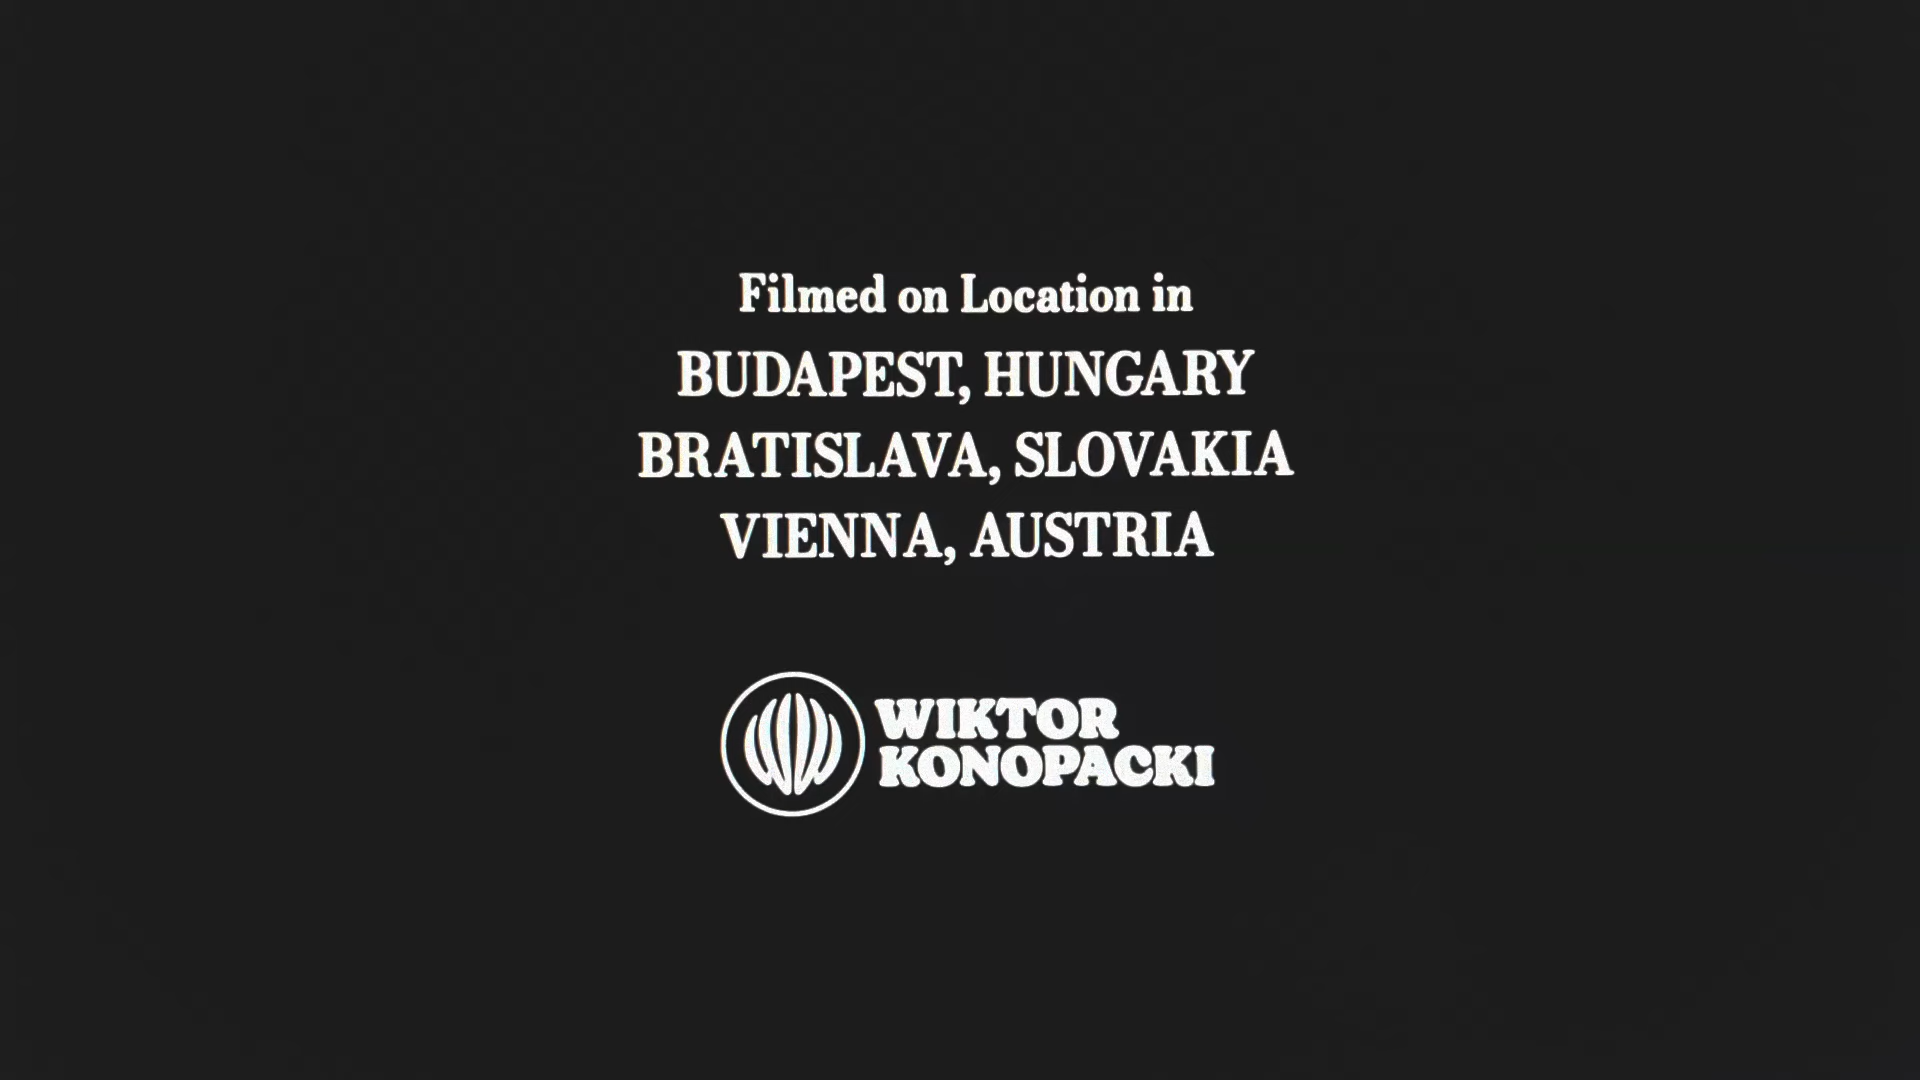 Filmed on Location in
BUDAPEST, HUNGARY
BRATISLAVA, SLOVAKIA
VIENNA, AUSTRIA
WIKTOR
KONOPACKI